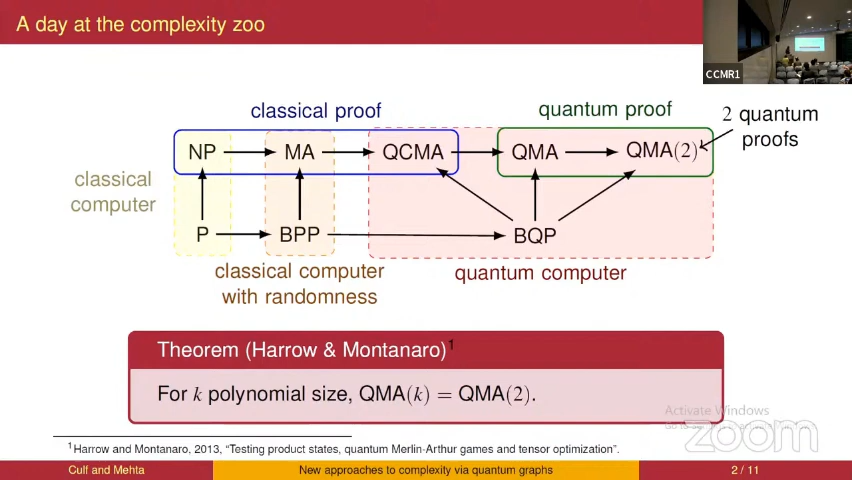 A day at the complexity zoo
CCMR1
classical proof
quantum proof
2 quantum
proofs
NP
MA
QCMA
QMA
QMA(2)
classical
computer
P
BPP
BQP
classical computer
with randomness
quantum computer
Theorem (Harrow & Montanaro)¹
For k polynomial size, QMA(k) = QMA(2).
Activate Windows
zoom
¹Harrow and Montanaro, 2013, “Testing product states, quantum Merlin-Arthur games and tensor optimization”.
Culf and Mehta
New approaches to complexity via quantum graphs
2 / 11